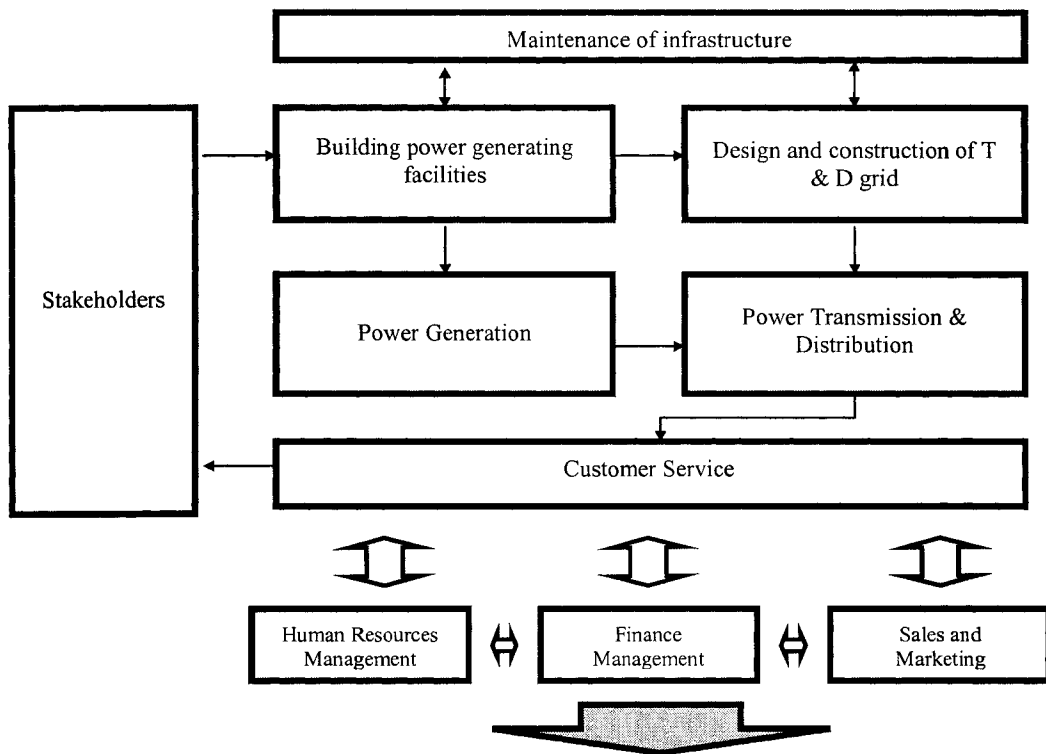 Maintenance of infrastructure
Building power generating
facilities
Design and construction of T
& D grid
Stakeholders
Power Generation
Power Transmission &
Distribution
Customer Service
Human Resources
Management
Finance
Management
Sales and
Marketing